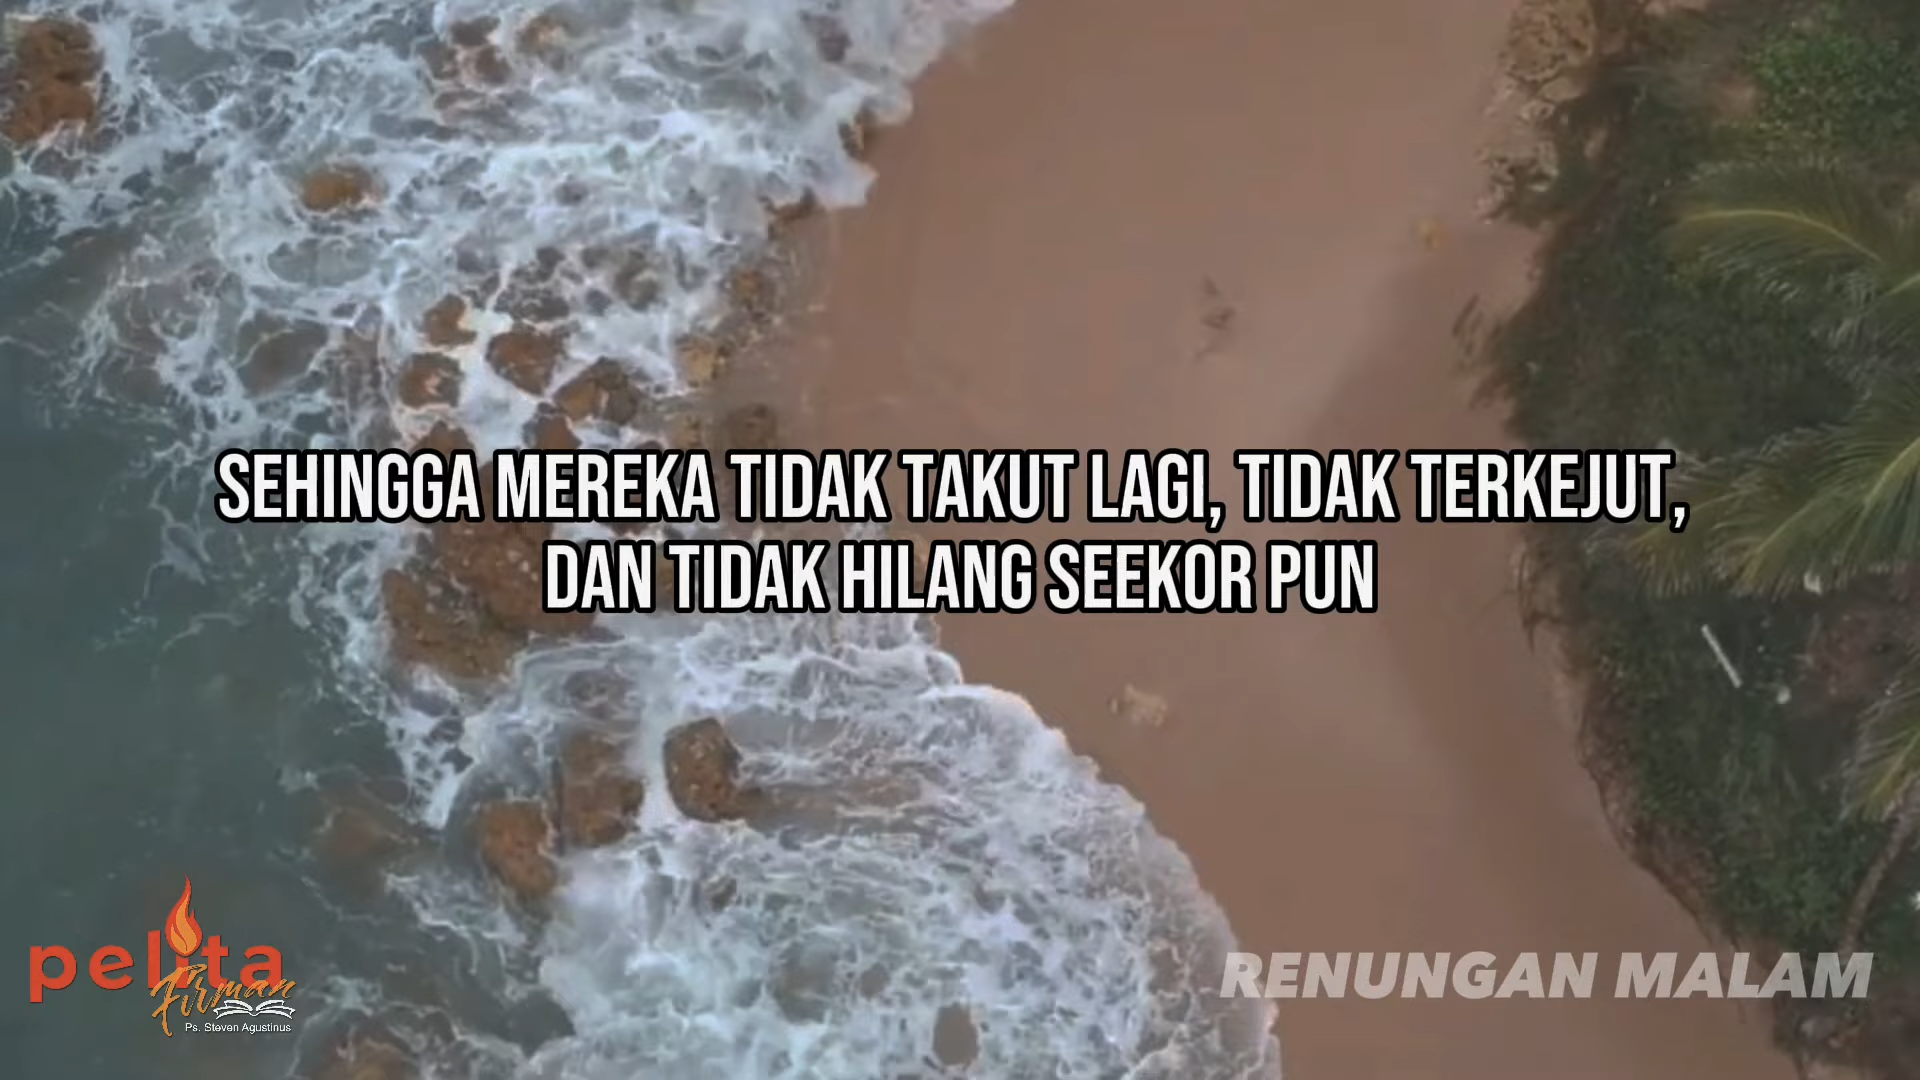 SEHINGGA MEREKA TIDAK TAKUT LAGI, TIDAK TERKEJUT,
DAN TIDAK HILANG SEEKOR PUN
pelita
Firman
Ps. Steven Agustinus
RENUNGAN MALAM